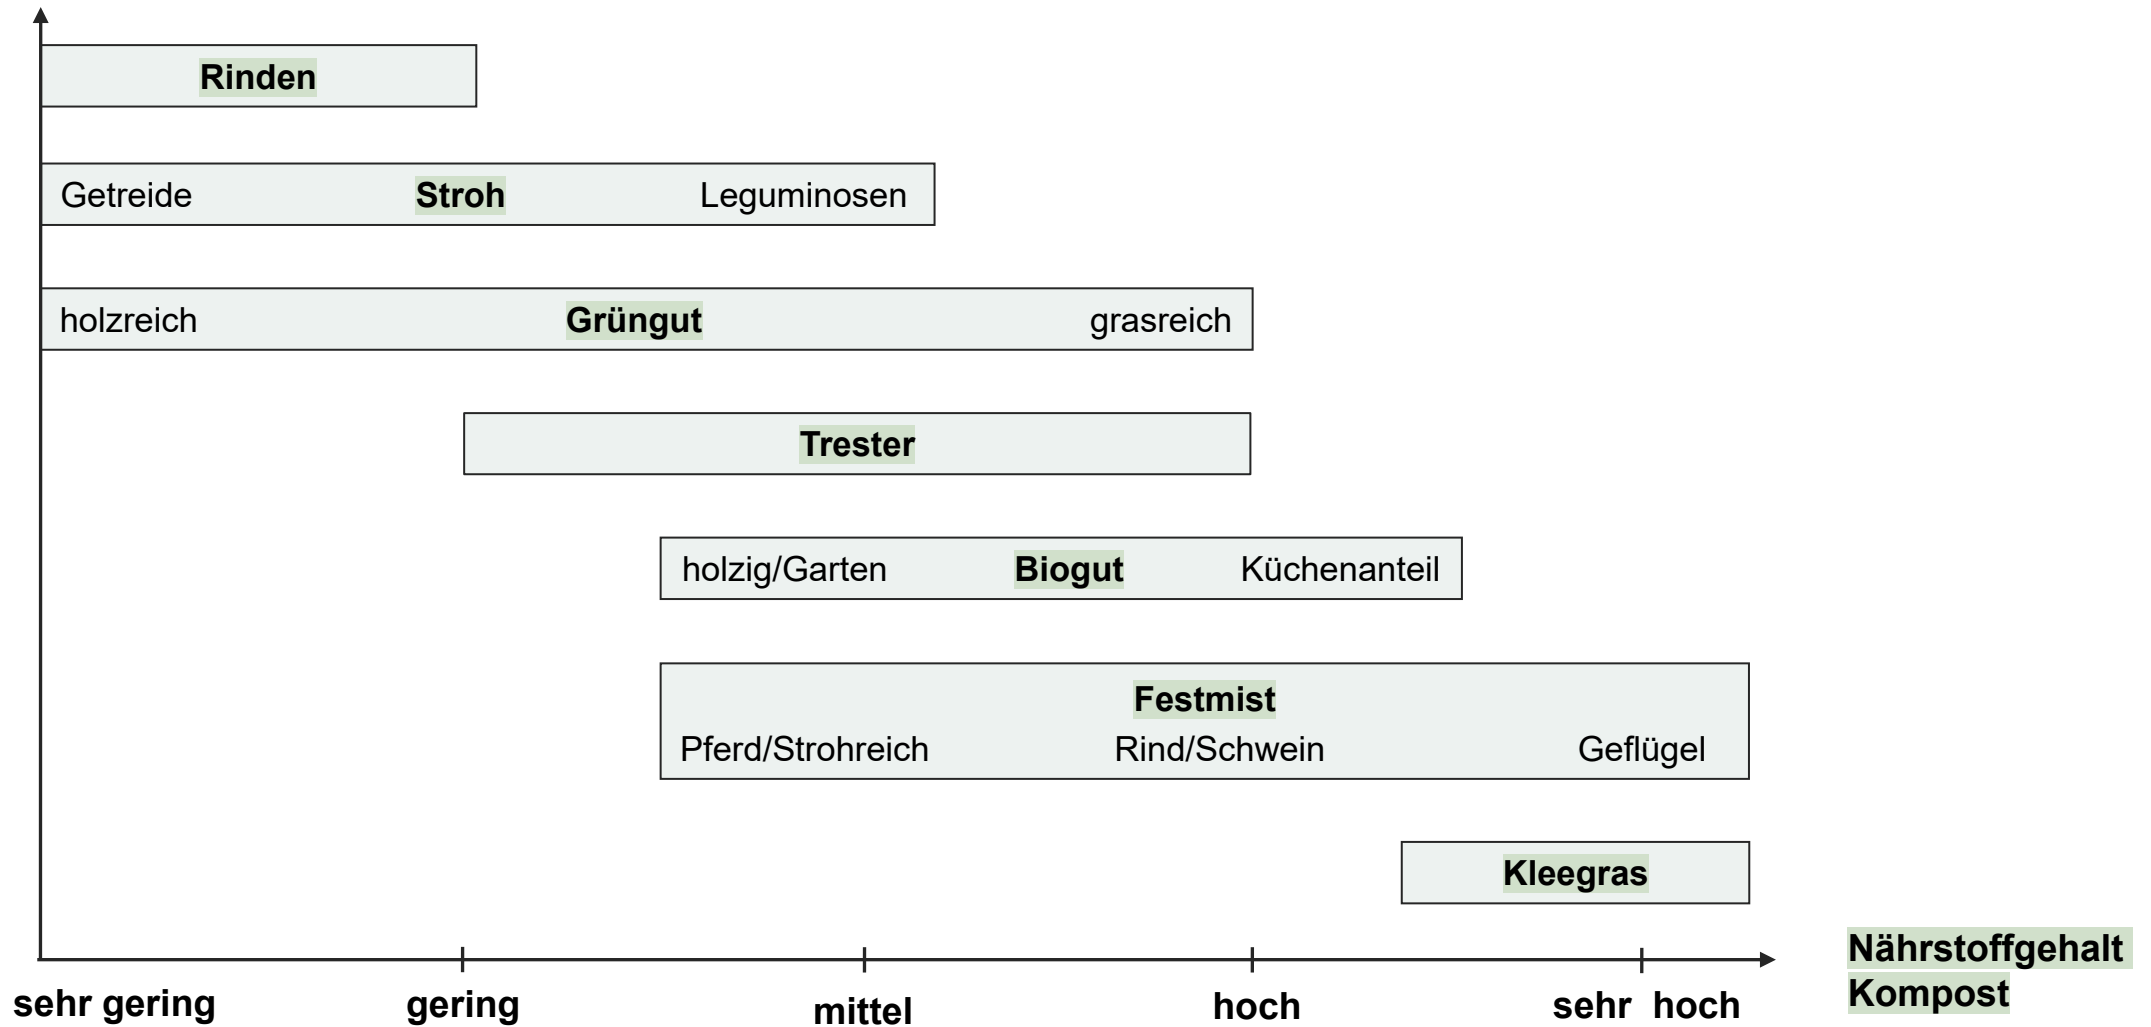 Rinden
Getreide Stroh Leguminosen
holzreich Grüngut grasreich
Trester
holzig/Garten Biogut Küchenanteil
Festmist
Pferd/Strohreich Rind/Schwein Geflügel
Kleegras
Nährstoffgehalt
Kompost
sehr gering gering mittel hoch sehr hoch